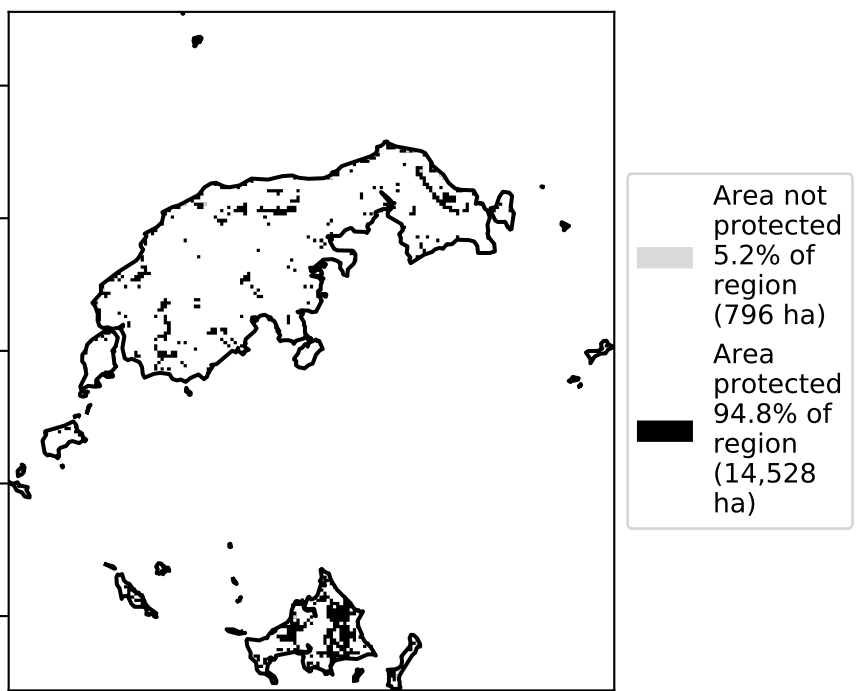 Area not
protected
5.2% of
region
(796 ha)
Area
protected
94.8% of
region
(14,528
ha)